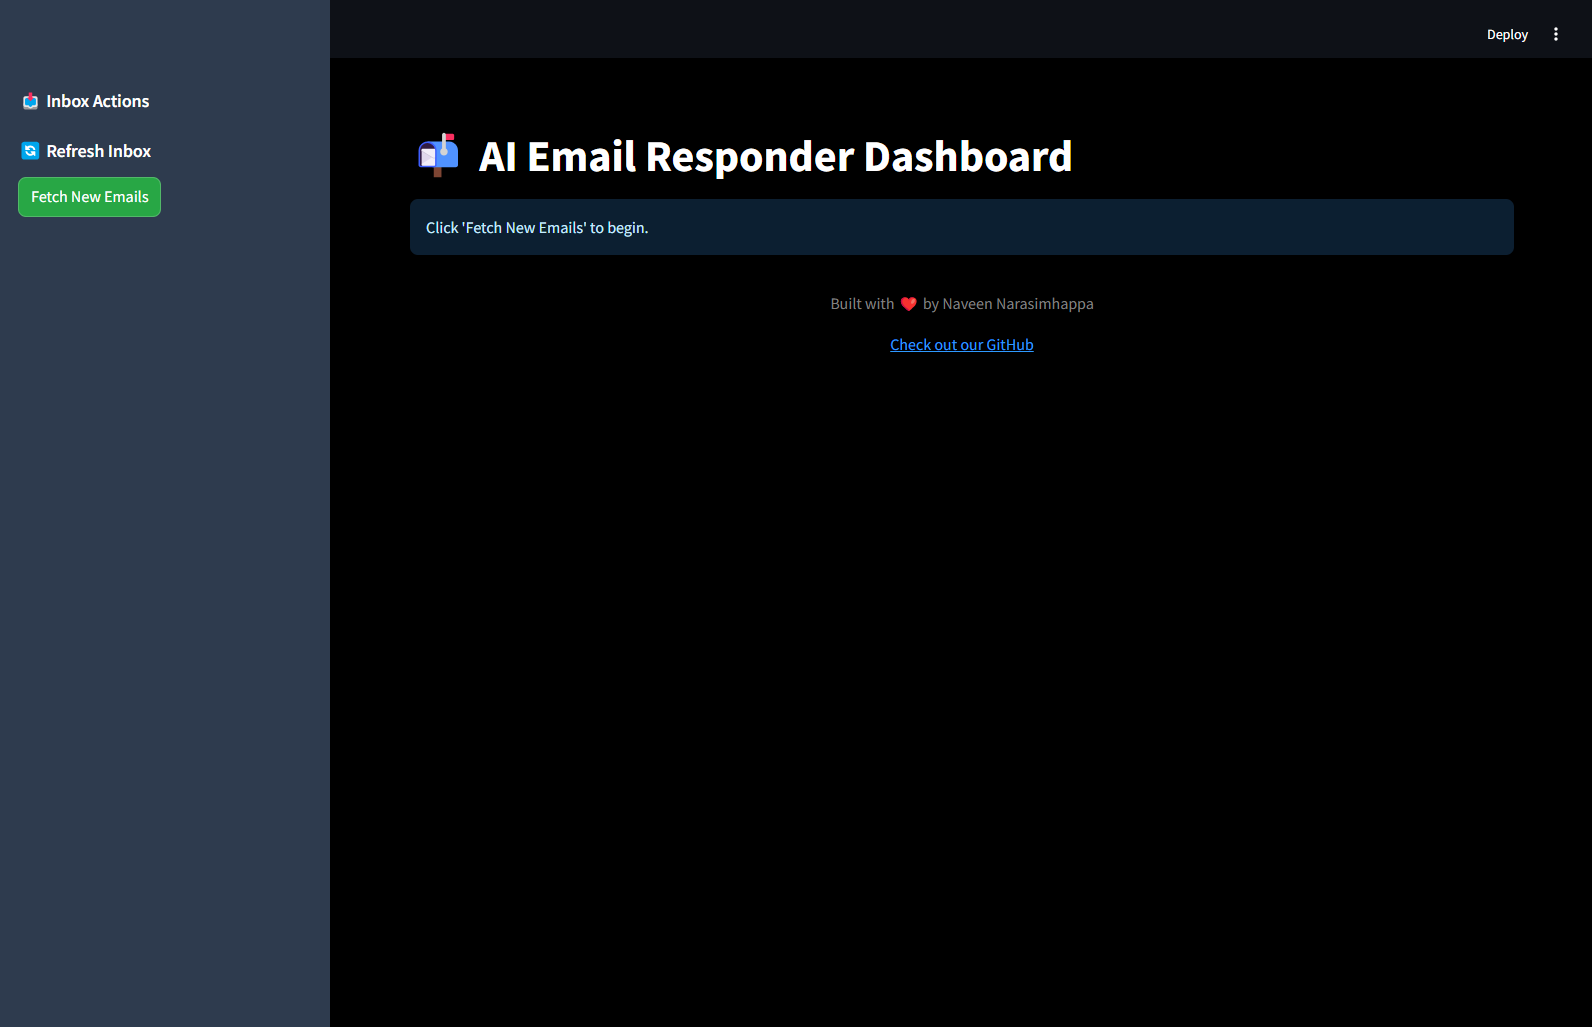 Deploy
Inbox Actions
Refresh Inbox
Fetch New Emails
AI Email Responder Dashboard
Click 'Fetch New Emails' to begin.
Built with ❤️ by Naveen Narasimhappa
Check out our GitHub